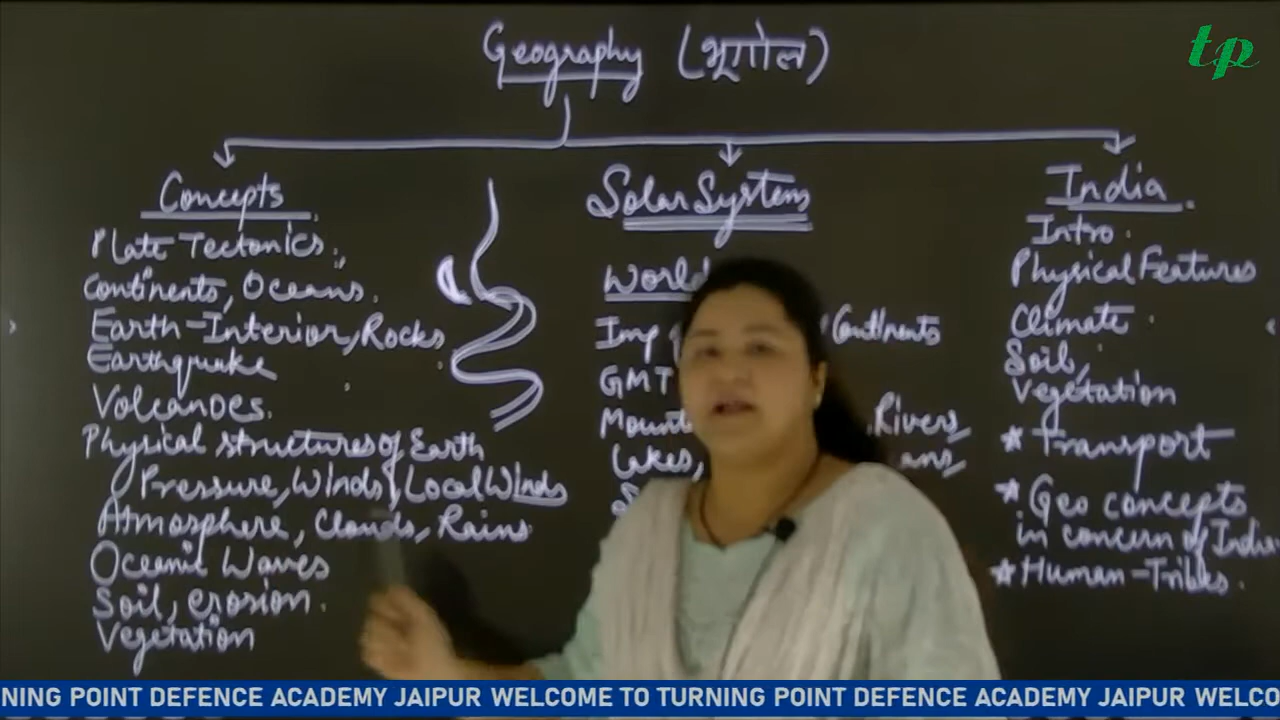 tp
Geography (भूगोल)
Concepts
Plate Tectonics
Continents, Oceans.
Earth-Interior, Rocks
Earthquake
Volcanoes.
Physical structures of Earth
Pressure, Winds, Local Winds
Atmosphere, Clouds, Rains
Oceanic Waves
Soil, erosion.
Vegetation
Solar System
World
Imp Continents
GMT
Rivers,
Lakes,
India
Intro.
Physical Features
Climate
Soil,
Vegetation
★ Transport
★ Geo concepts
in concern of India
★ Human-Tribes.
NING POINT DEFENCE ACADEMY JAIPUR WELCOME TO TURNING POINT DEFENCE ACADEMY JAIPUR WELCO